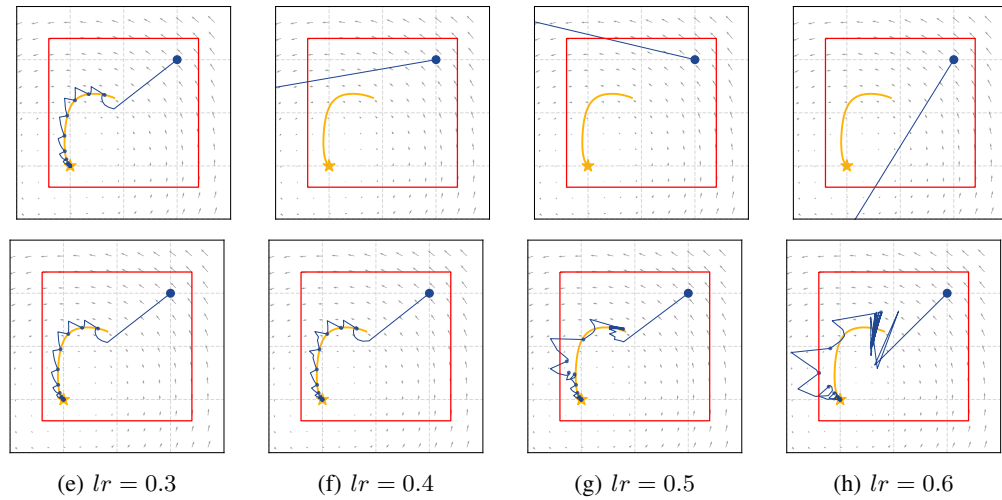 (e) lr = 0.3 (f) lr = 0.4 (g) lr = 0.5 (h) lr = 0.6